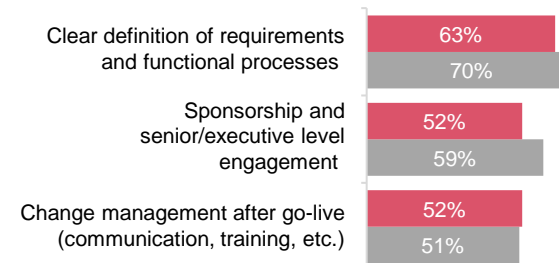 Clear definition of requirements
and functional processes
63%
70%
Sponsorship and
senior/executive level
engagement
52%
59%
Change management after go-live
(communication, training, etc.)
52%
51%